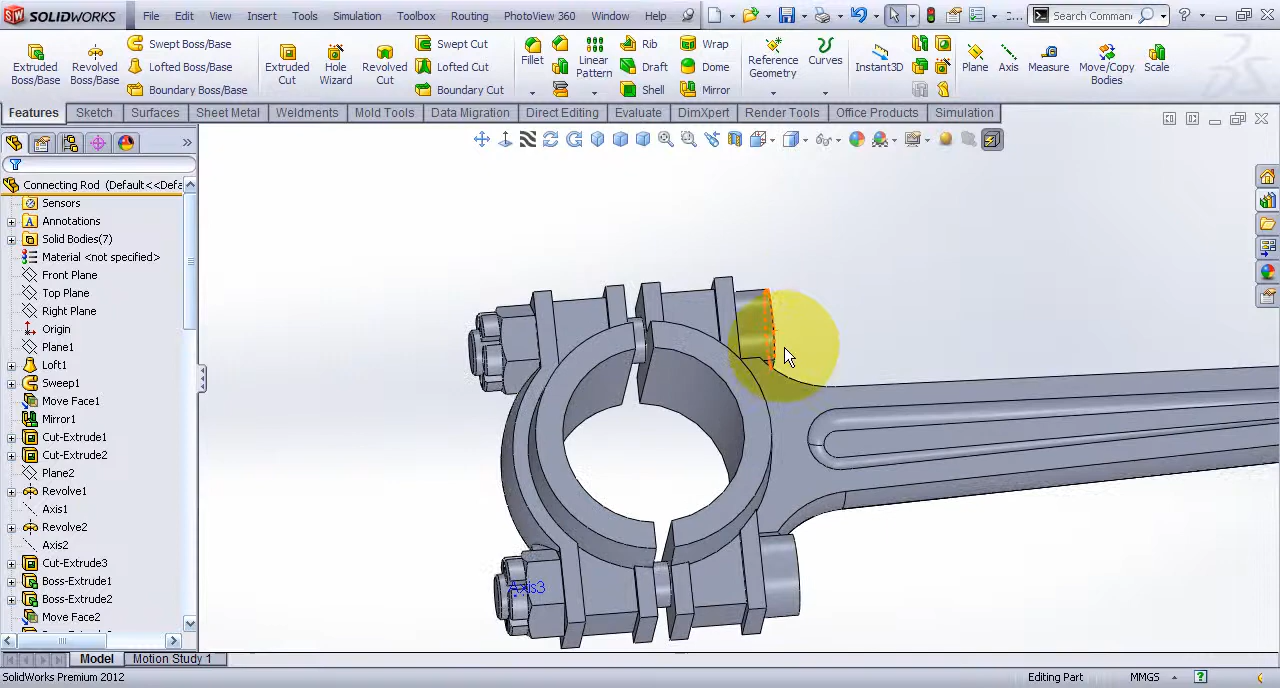 SOLIDWORKS File Edit View Insert Tools Simulation Toolbox Routing PhotoView 360 Window Help ... Search Comman ?
Extruded Boss/Base
Revolved Boss/Base
Swept Boss/Base
Lofted Boss/Base
Boundary Boss/Base
Extruded Cut
Hole Wizard
Revolved Cut
Swept Cut
Lofted Cut
Boundary Cut
Fillet
Linear Pattern
Rib
Draft
Shell
Wrap
Dome
Mirror
Reference Geometry
Curves
Instant3D
Plane
Axis
Measure
Move/Copy Bodies
Scale
Features Sketch Surfaces Sheet Metal Weldments Mold Tools Data Migration Direct Editing Evaluate DimXpert Render Tools Office Products Simulation
»
Connecting Rod (Default<<Defa
Sensors
A Annotations
Solid Bodies(7)
Material <not specified>
Front Plane
Top Plane
Right Plane
Origin
Plane1
Loft1
Sweep1
Move Face1
Mirror1
Cut-Extrude1
Cut-Extrude2
Plane2
Revolve1
Axis1
Revolve2
Axis2
Cut-Extrude3
Boss-Extrude1
Boss-Extrude2
Move Face2
Axis3
Model Motion Study 1
SolidWorks Premium 2012 Editing Part MMGS ?